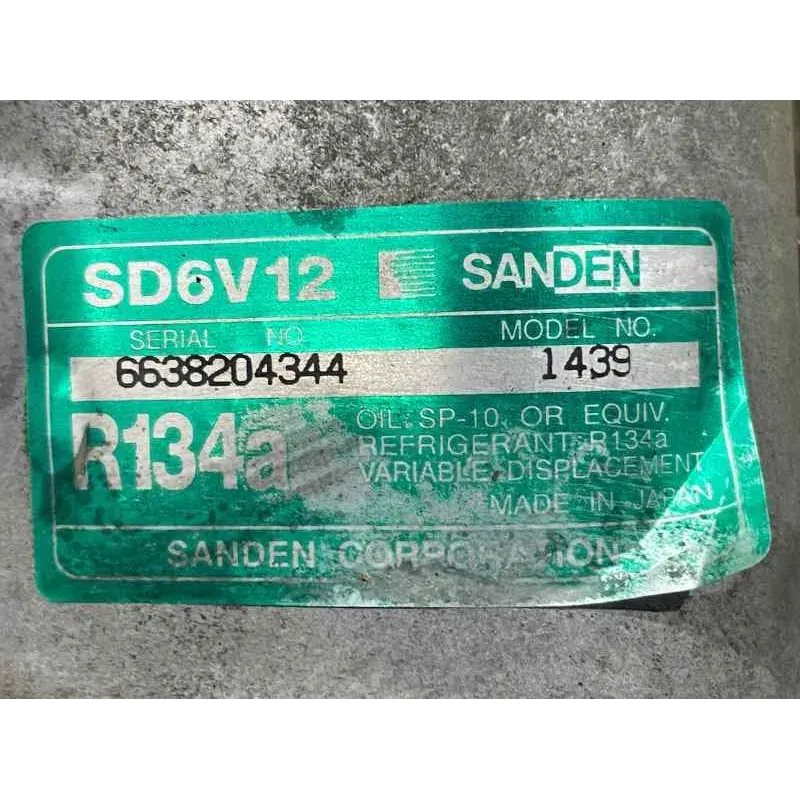 SD6V12 SANDEN
SERIAL NO. MODEL NO.
6638204344 1439
R134a
OIL: SP-10 OR EQUIV.
REFRIGERANT: R134a
VARIABLE DISPLACEMENT
MADE IN JAPAN
SANDEN CORPORATION